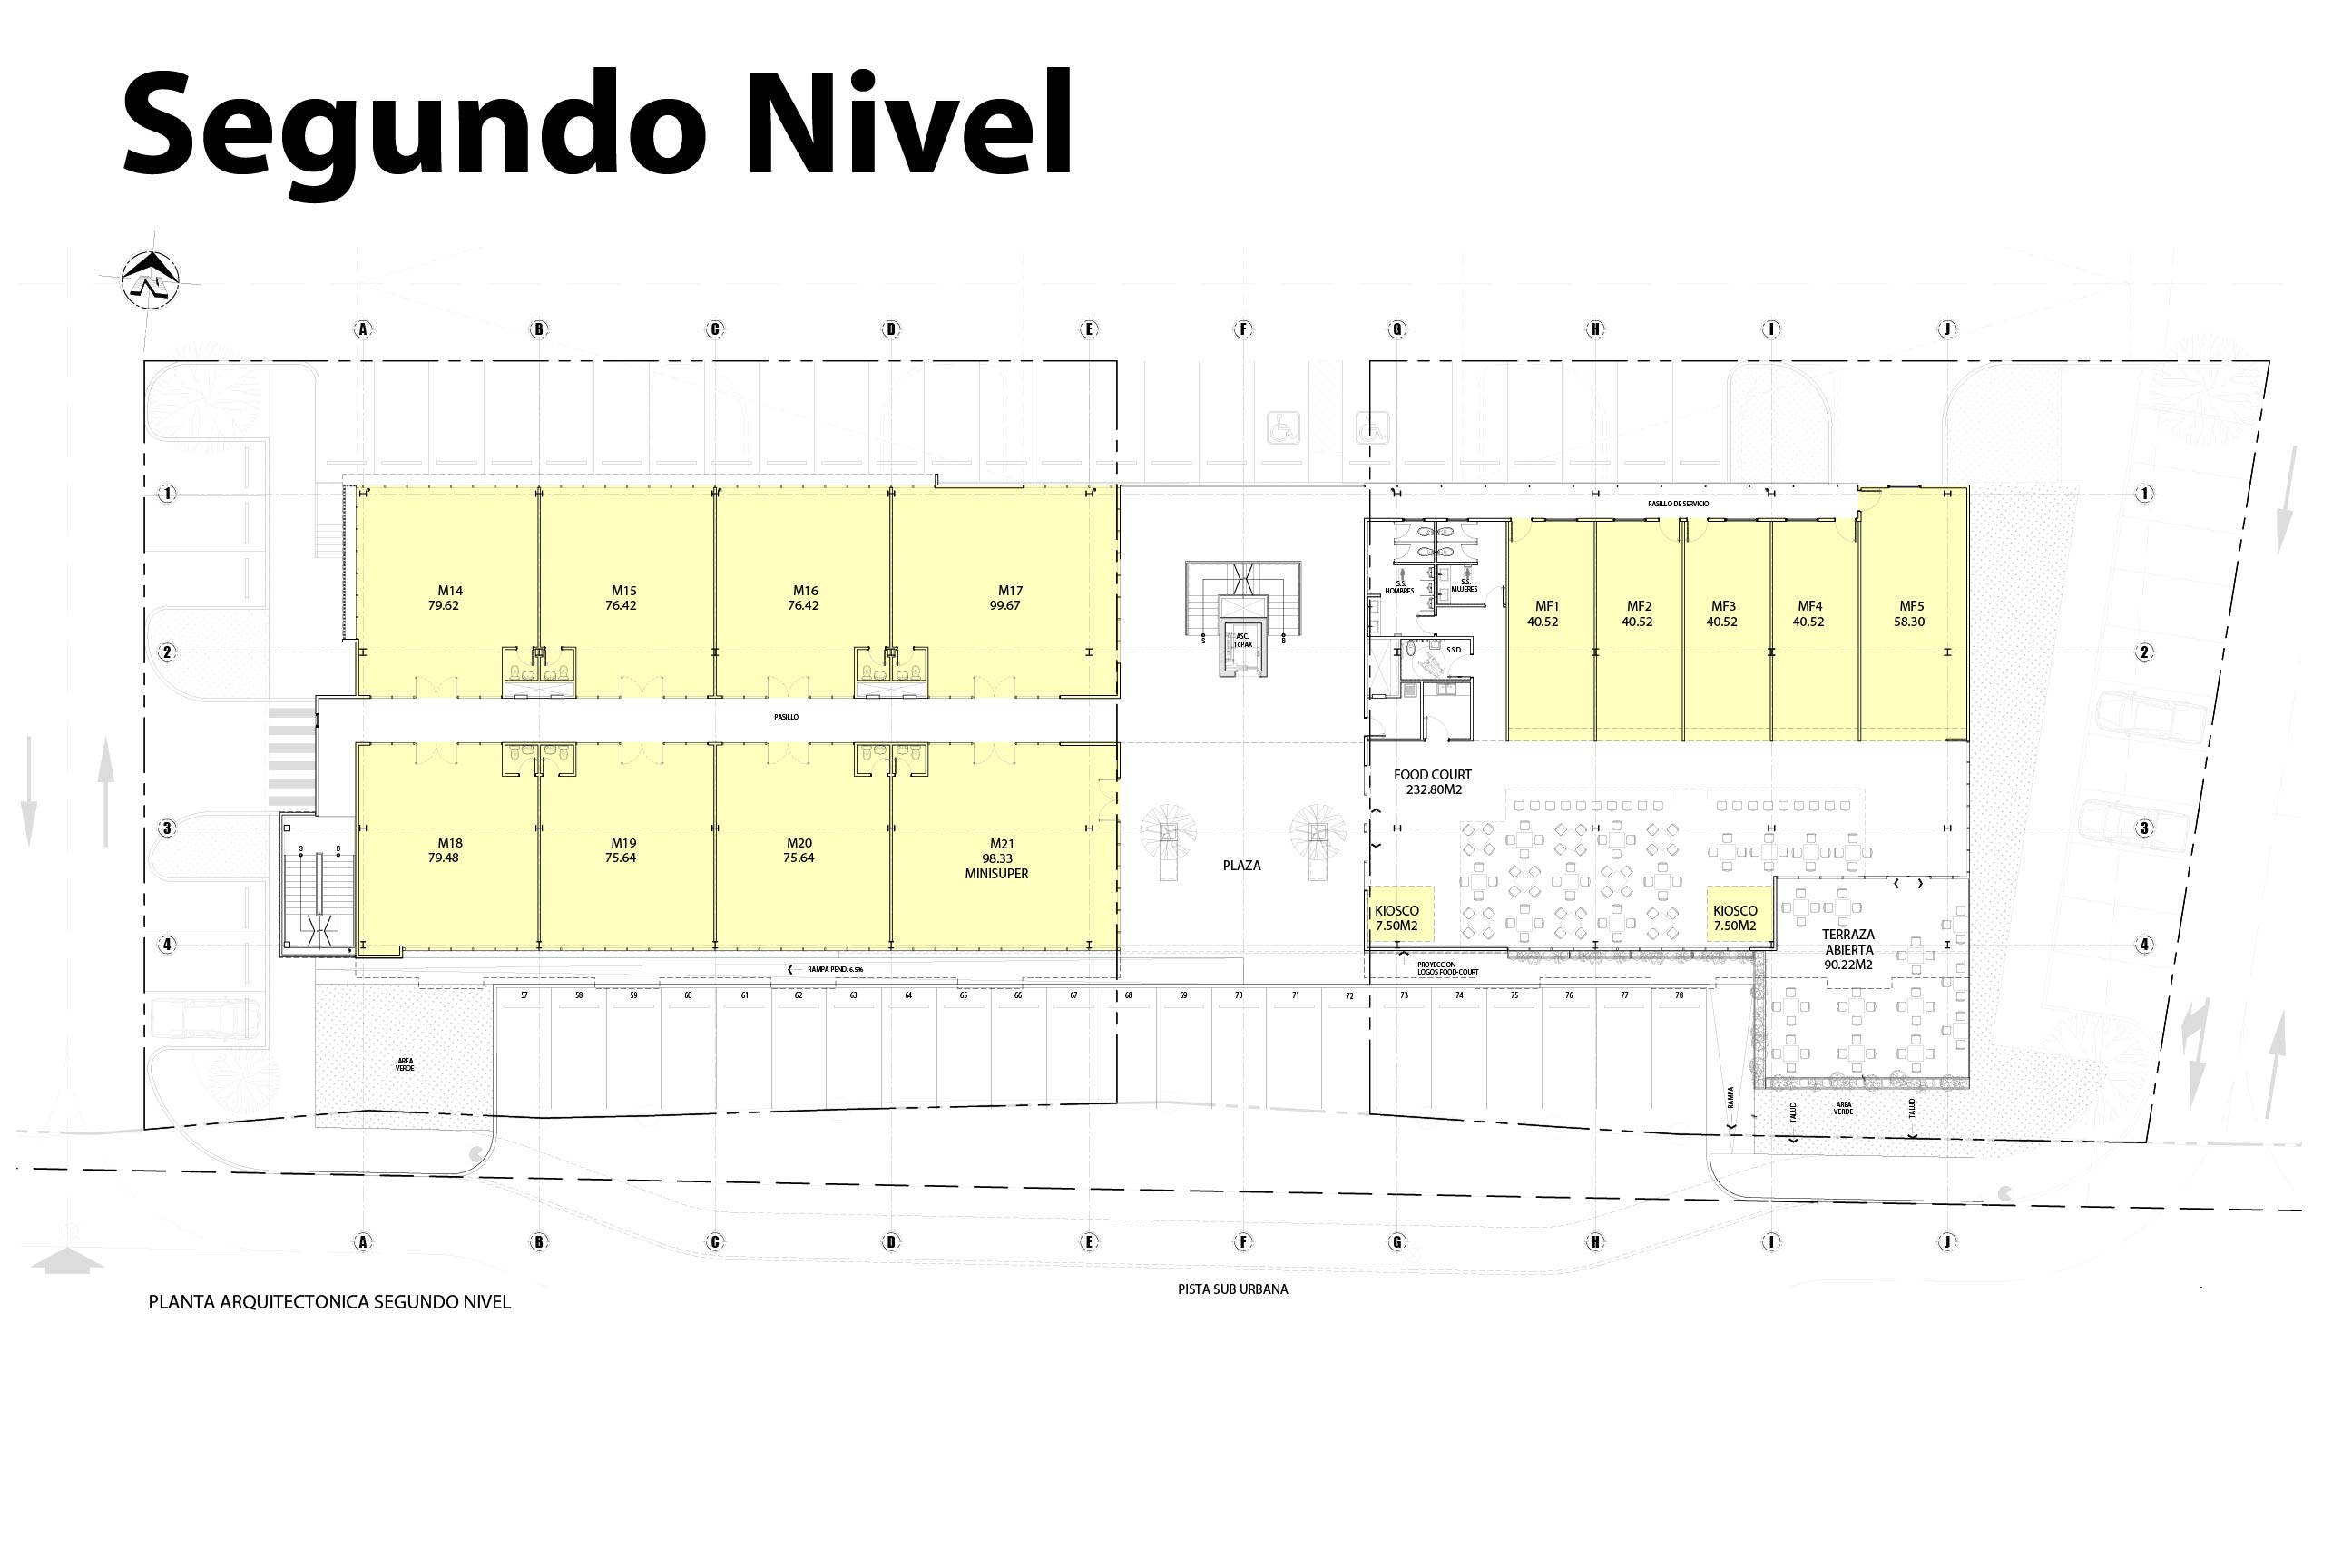 Segundo Nivel
N
A B C D E F G H I J
1 1
PASILLO DE SERVICIO
M14
79.62
M15
76.42
M16
76.42
M17
99.67
S.S.
HOMBRES
S.S.
MUJERES
MF1
40.52
MF2
40.52
MF3
40.52
MF4
40.52
MF5
58.30
S B
ASC.
10PAX
S.S.D.
2 2
PASILLO
FOOD COURT
232.80M2
3 3
S B
M18
79.48
M19
75.64
M20
75.64
M21
98.33
MINISUPER
PLAZA
KIOSCO
7.50M2
KIOSCO
7.50M2
TERRAZA
ABIERTA
90.22M2
4 4
RAMPA PEND. 6.5%
PROYECCION
LOGOS FOOD-COURT
57 58 59 60 61 62 63 64 65 66 67 68 69 70 71 72 73 74 75 76 77 78
AREA
VERDE
RAMPA
TALUD
AREA
VERDE
TALUD
A B C D E F G H I J
PISTA SUB URBANA
PLANTA ARQUITECTONICA SEGUNDO NIVEL